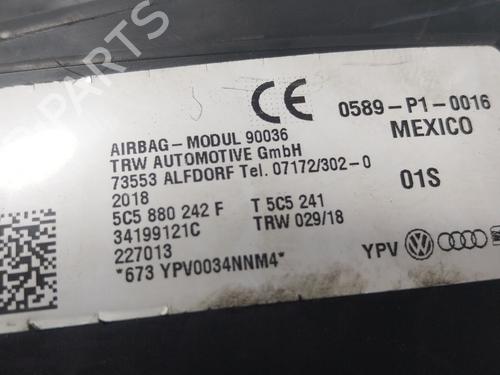 PARTS
CE 0589-P1-0016
MEXICO
AIRBAG-MODUL 90036
TRW AUTOMOTIVE GmbH
73553 ALFDORF Tel. 07172/302-0
2018
01S
5C5 880 242 F T 5C5 241
34199121C TRW 029/18
227013
*673 YPV0034NNM4*
YPV